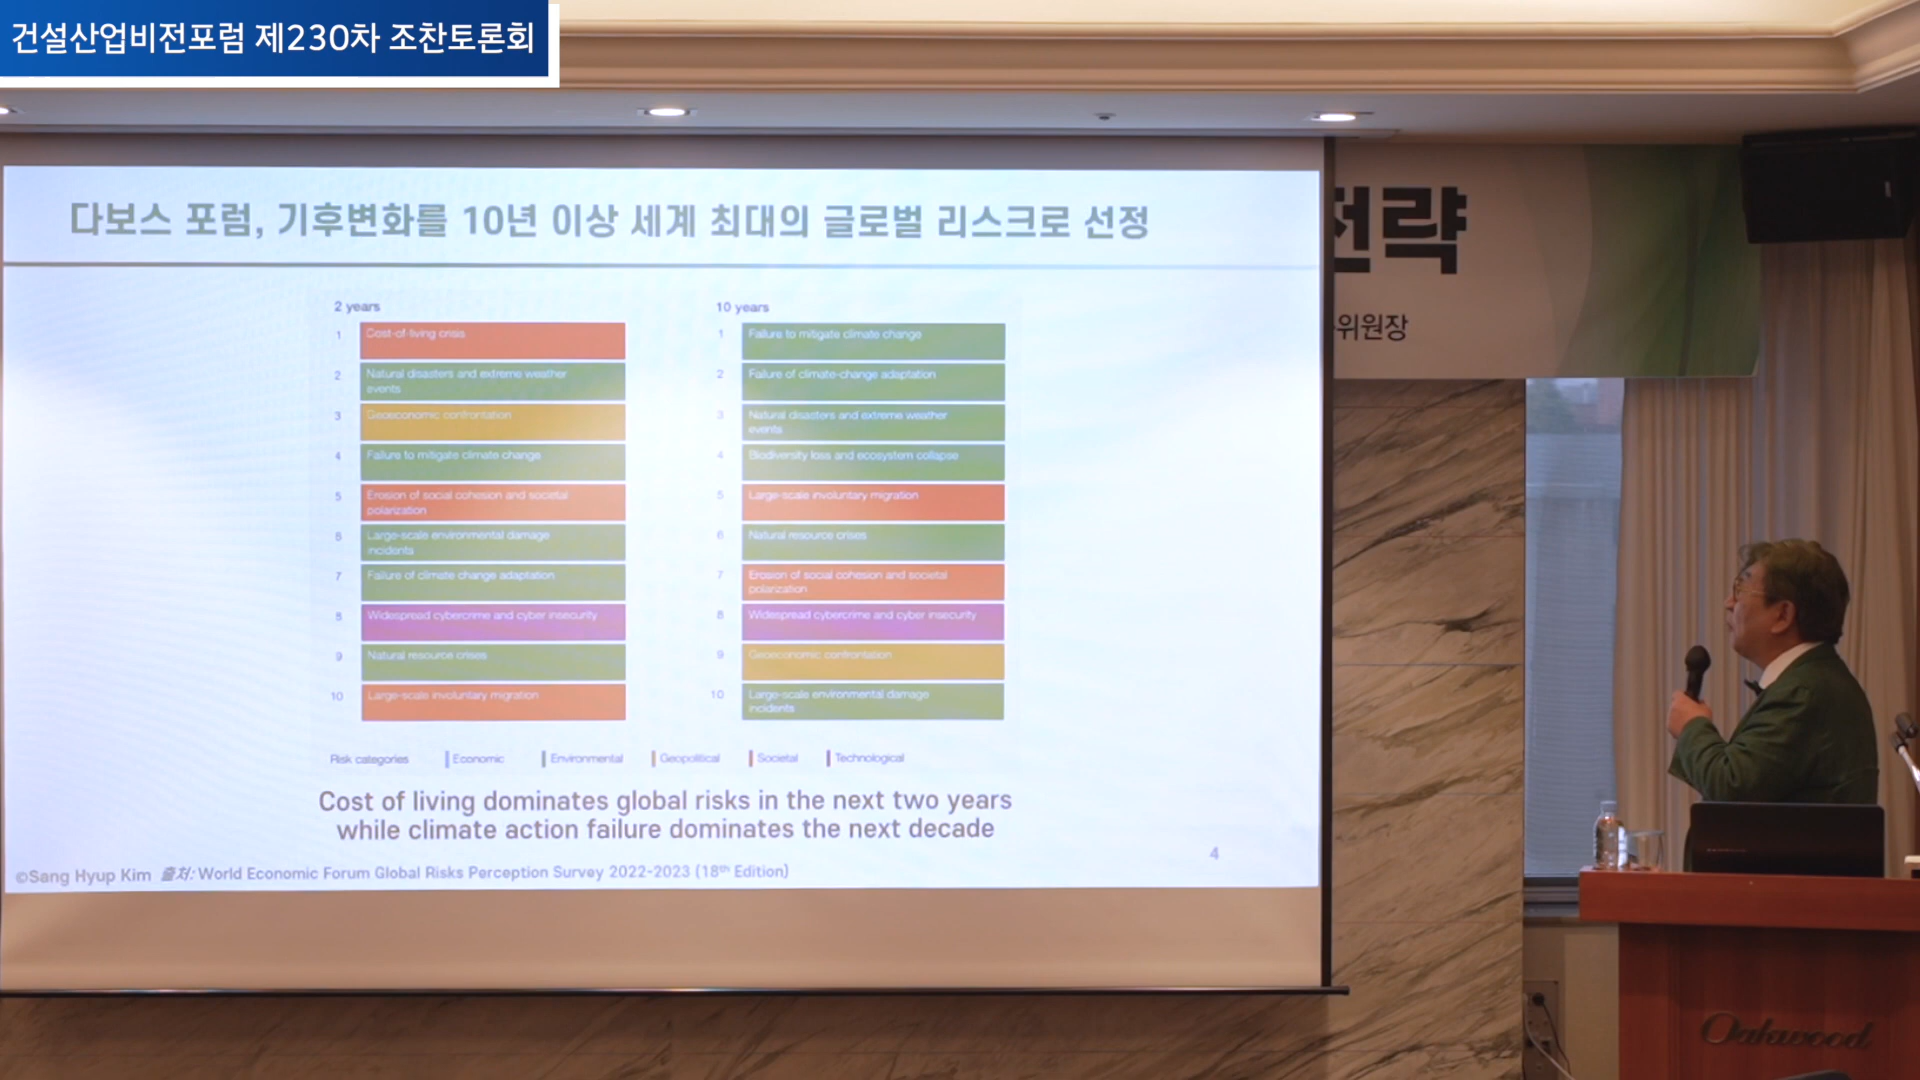 건설산업비전포럼 제230차 조찬토론회
전략
위원장
다보스 포럼, 기후변화를 10년 이상 세계 최대의 글로벌 리스크로 선정
2 years
1 Cost-of-living crisis
2 Natural disasters and extreme weather
events
3 Geoeconomic confrontation
4 Failure to mitigate climate change
5 Erosion of social cohesion and societal
polarization
6 Large-scale environmental damage
incidents
7 Failure of climate change adaptation
8 Widespread cybercrime and cyber insecurity
9 Natural resource crises
10 Large-scale involuntary migration
10 years
1 Failure to mitigate climate change
2 Failure of climate-change adaptation
3 Natural disasters and extreme weather
events
4 Biodiversity loss and ecosystem collapse
5 Large-scale involuntary migration
6 Natural resource crises
7 Erosion of social cohesion and societal
polarization
8 Widespread cybercrime and cyber insecurity
9 Geoeconomic confrontation
10 Large-scale environmental damage
incidents
Risk categories Economic Environmental Geopolitical Societal Technological
Cost of living dominates global risks in the next two years
while climate action failure dominates the next decade
4
©Sang Hyup Kim 출처: World Economic Forum Global Risks Perception Survey 2022-2023 (18th Edition)
Oakwood